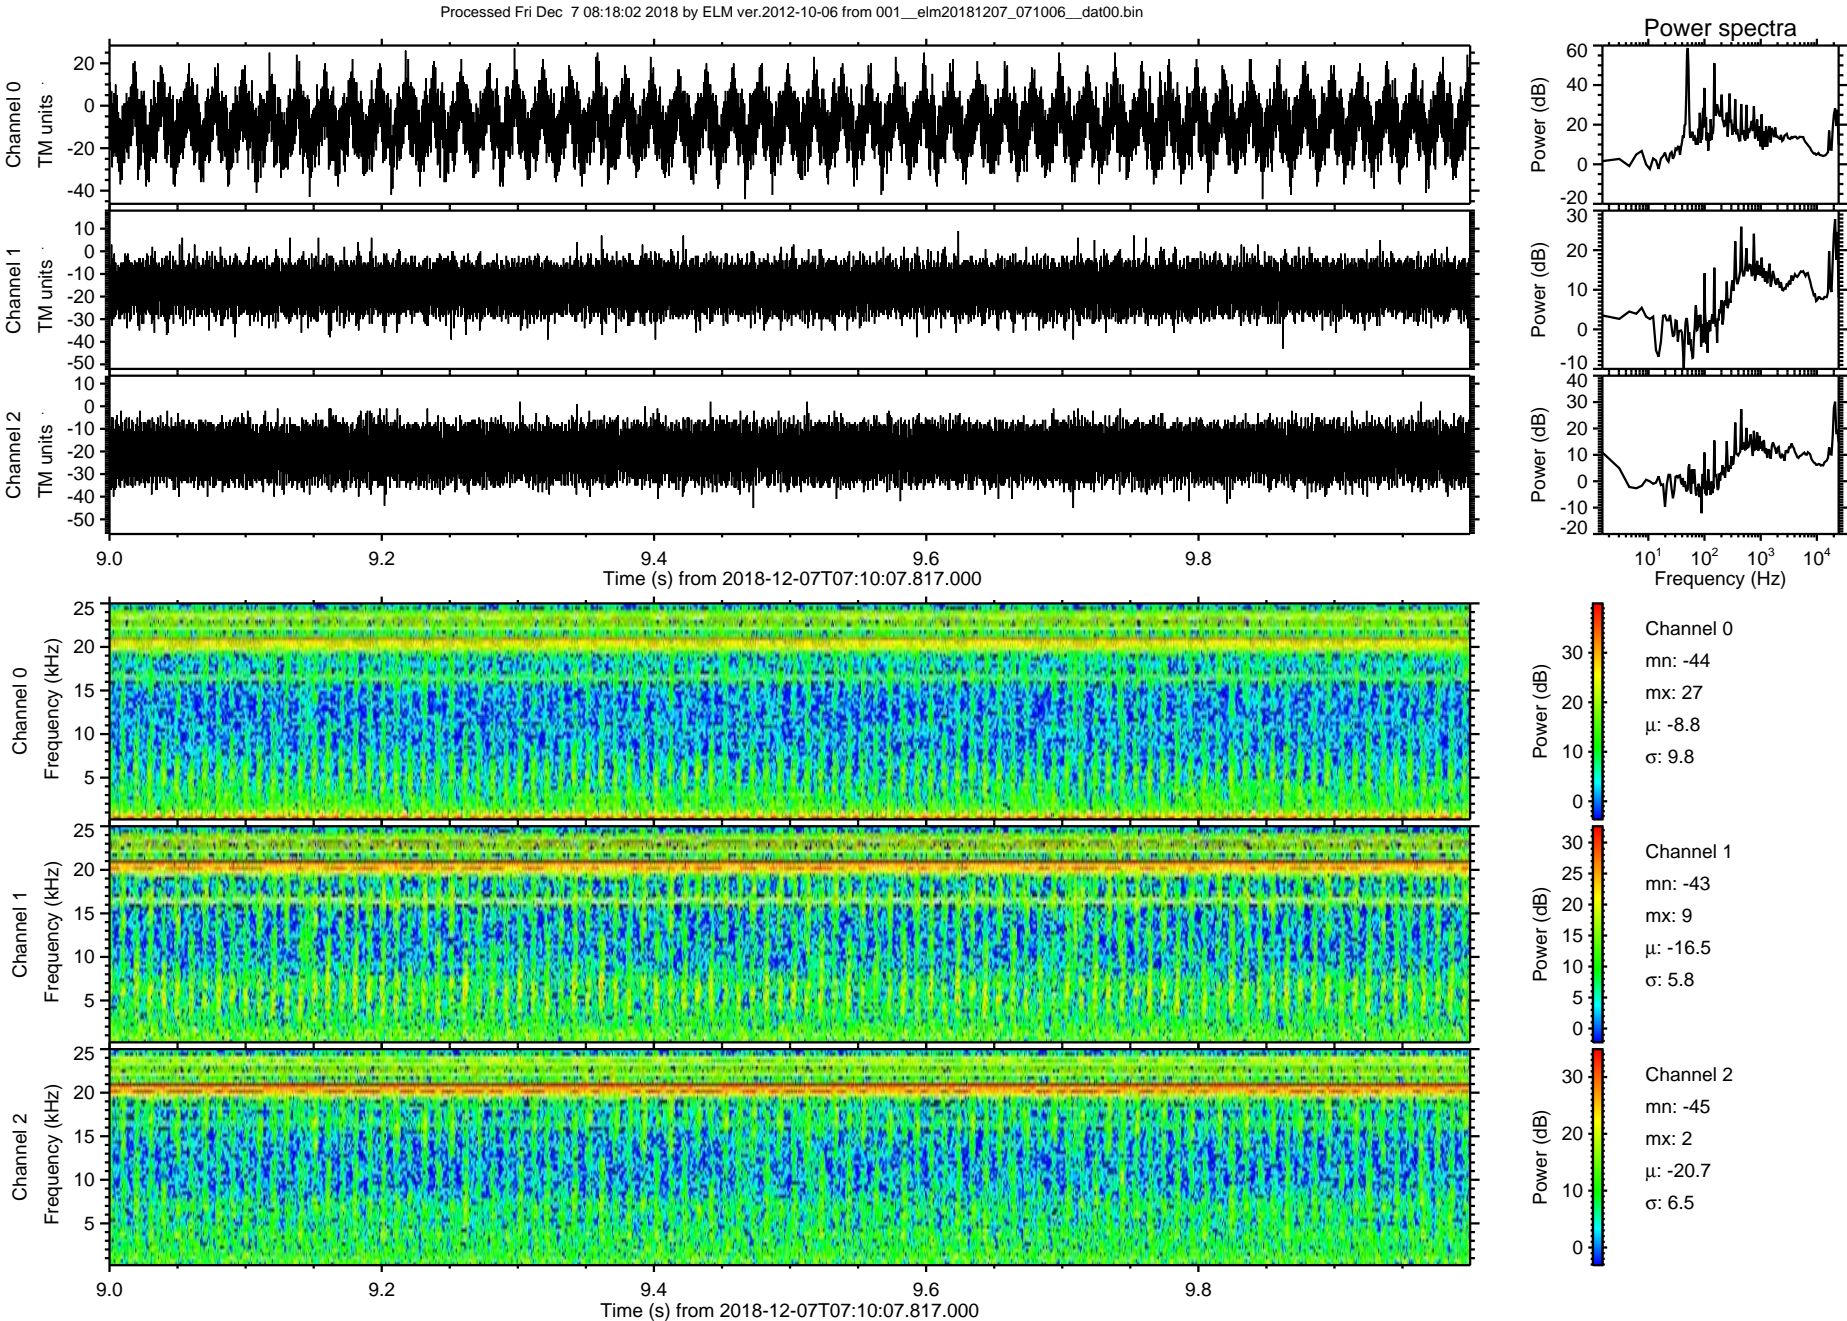 Processed Fri Dec  7 08:18:02 2018 by ELM ver.2012-10-06 from 001__elm20181207_071006__dat00.bin
Power spectra
Channel 0
TM units
20
0
-20
-40
Power (dB)
60
40
20
0
-20
Channel 1
TM units
10
0
-10
-20
-30
-40
-50
Power (dB)
30
20
10
0
-10
Channel 2
TM units
10
0
-10
-20
-30
-40
-50
Power (dB)
40
30
20
10
0
-10
-20
9.0 9.2 9.4 9.6 9.8
Time (s) from 2018-12-07T07:10:07.817.000
10¹ 10² 10³ 10⁴
Frequency (Hz)
Channel 0
Frequency (kHz)
25
20
15
10
5
Power (dB)
30
20
10
0
Channel 0
mn: -44
mx: 27
μ: -8.8
σ: 9.8
Channel 1
Frequency (kHz)
25
20
15
10
5
Power (dB)
30
25
20
15
10
5
0
Channel 1
mn: -43
mx: 9
μ: -16.5
σ: 5.8
Channel 2
Frequency (kHz)
25
20
15
10
5
Power (dB)
30
20
10
0
Channel 2
mn: -45
mx: 2
μ: -20.7
σ: 6.5
9.0 9.2 9.4 9.6 9.8
Time (s) from 2018-12-07T07:10:07.817.000